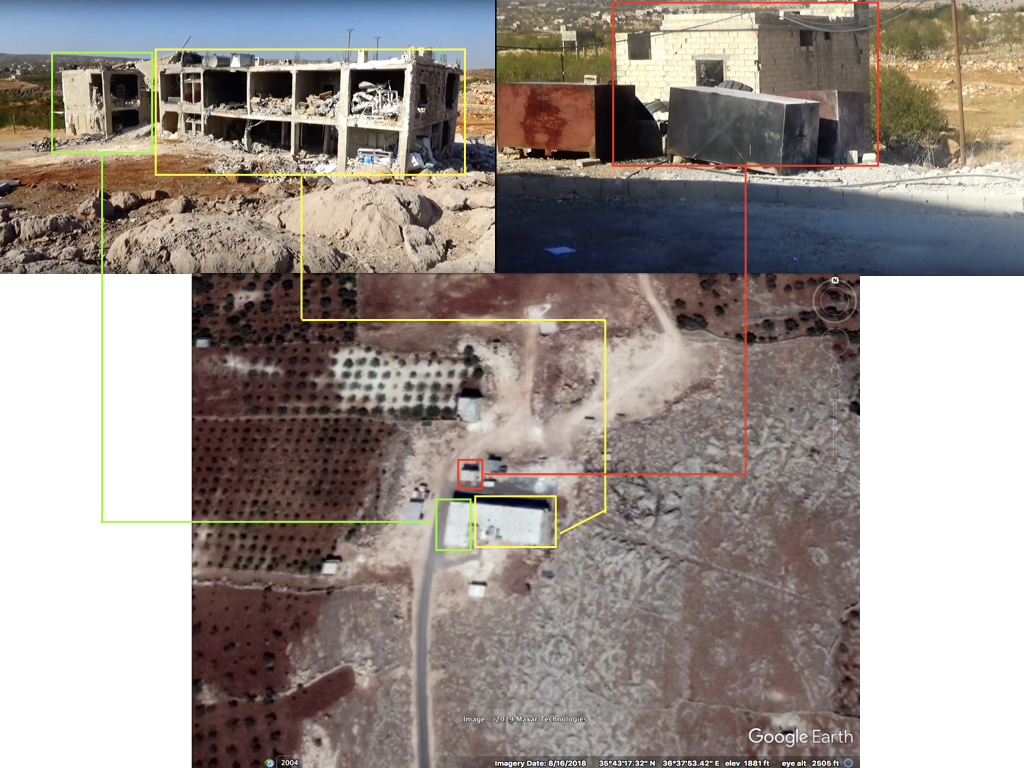 N
Image © 2019 Maxar Technologies
Google Earth
2004
Imagery Date: 8/16/2018 35°43'17.32" N 36°37'53.42" E elev 1881 ft eye alt 2505 ft